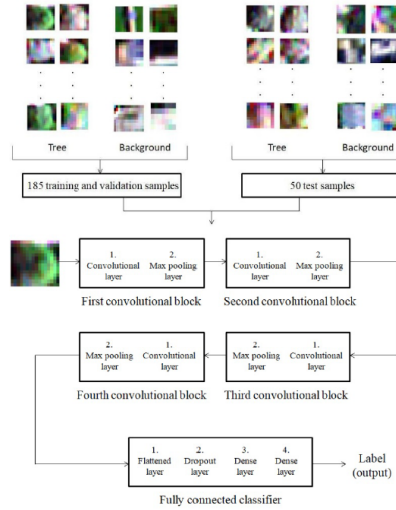 Tree Background Tree Background
185 training and validation samples 50 test samples
1. 2. 1. 2.
Convolutional Max pooling Convolutional Max pooling
layer layer layer layer
First convolutional block Second convolutional block
2. 1. 2. 1.
Max pooling Convolutional Max pooling Convolutional
layer layer layer layer
Fourth convolutional block Third convolutional block
1. 2. 3. 4.
Flattened Dropout Dense Dense
layer layer layer layer
Label
(output)
Fully connected classifier